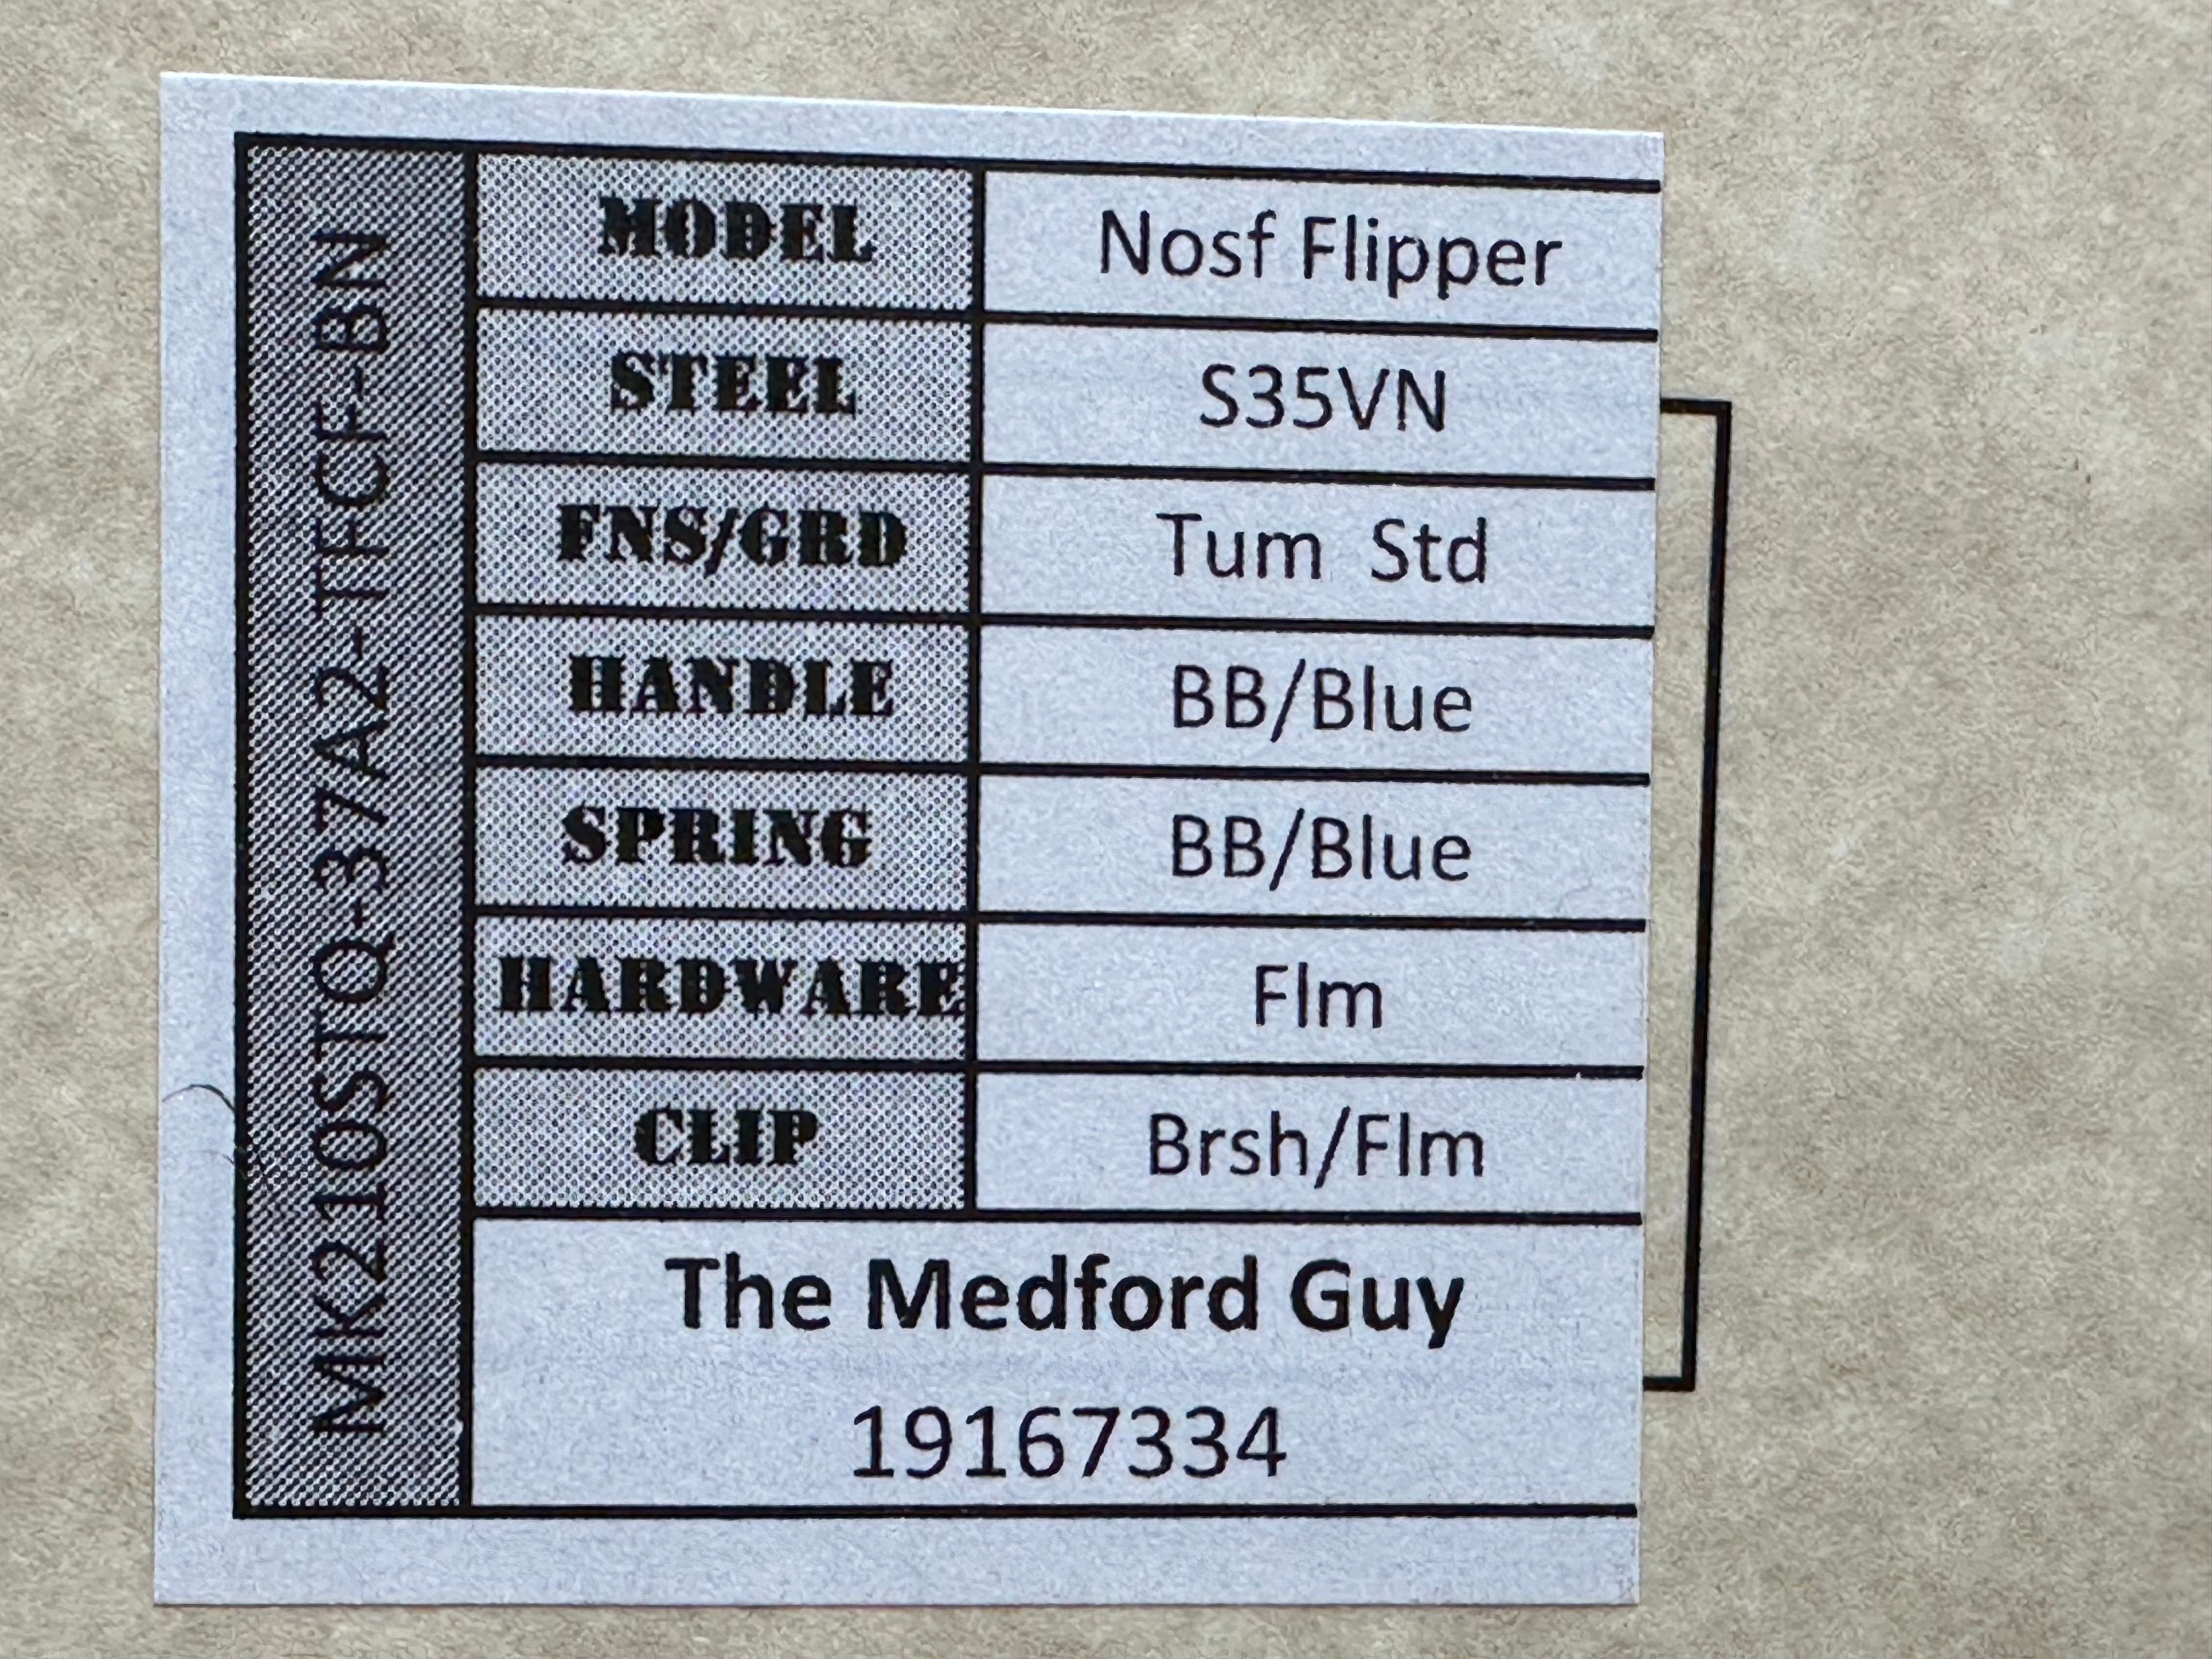 MK210STQ-37A2-TFCF-BN
MODEL Nosf Flipper
STEEL S35VN
FNS/GRD Tum Std
HANDLE BB/Blue
SPRING BB/Blue
HARDWARE Flm
CLIP Brsh/Flm
The Medford Guy
19167334